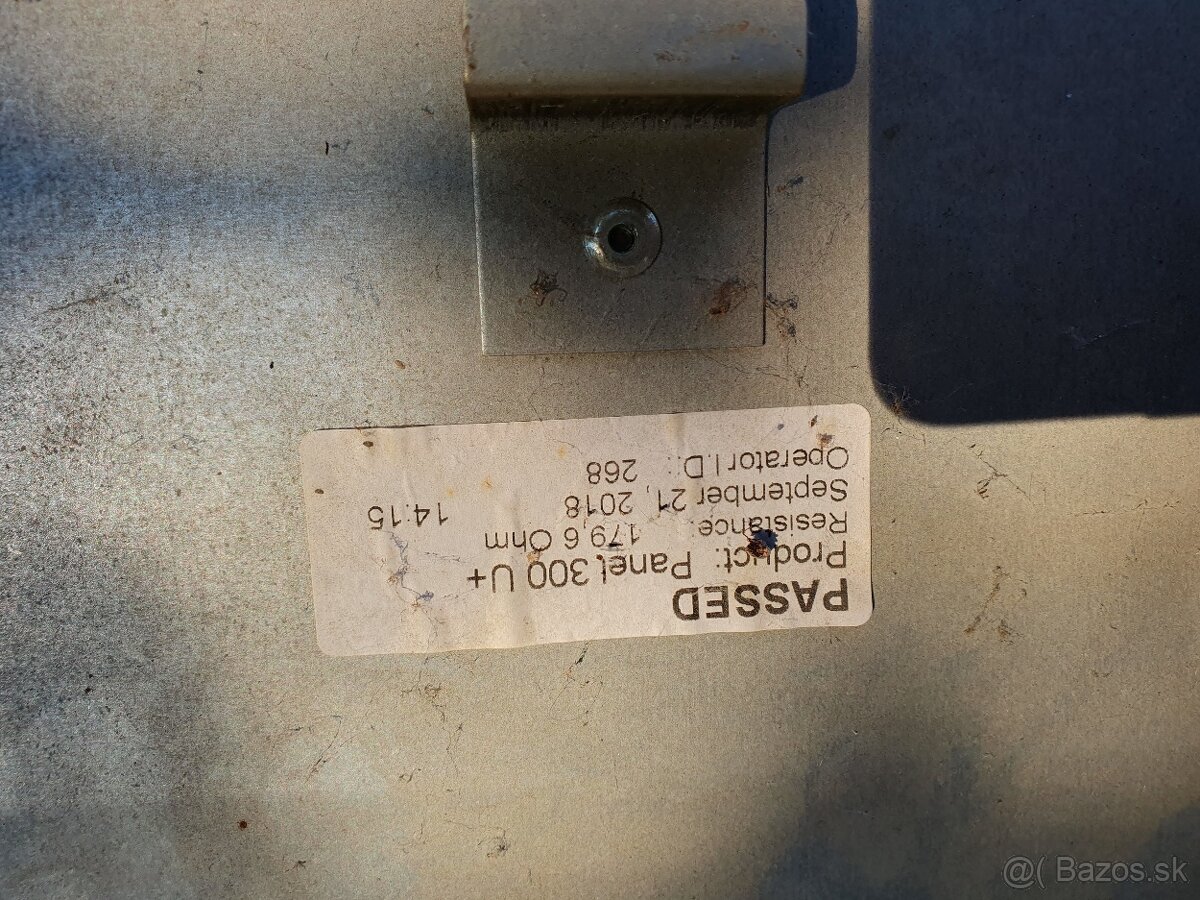 PASSED
Product: Panel 300 U+
Resistance: 179.6 Ohm
September 21, 2018 14:15
Operator I.D.: 268
@( Bazos.sk